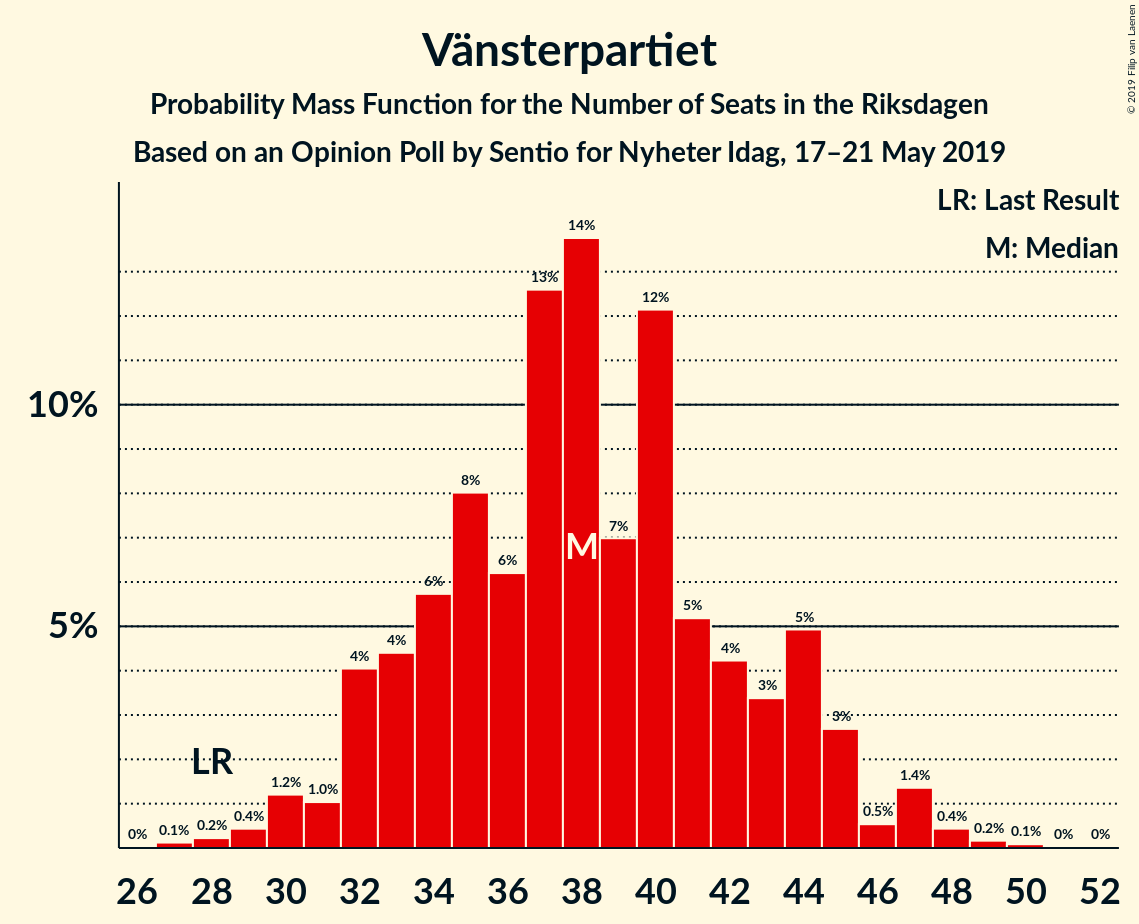 © 2019 Filip van Laenen
Vänsterpartiet
Probability Mass Function for the Number of Seats in the Riksdagen
Based on an Opinion Poll by Sentio for Nyheter Idag, 17–21 May 2019
LR: Last Result
M: Median
10%
5%
0% 0.1% 0.2% 0.4% 1.2% 1.0% 4% 4% 6% 8% 6% 13% 14% 7% 12% 5% 4% 3% 5% 3% 0.5% 1.4% 0.4% 0.2% 0.1% 0% 0%
LR
M
26 28 30 32 34 36 38 40 42 44 46 48 50 52